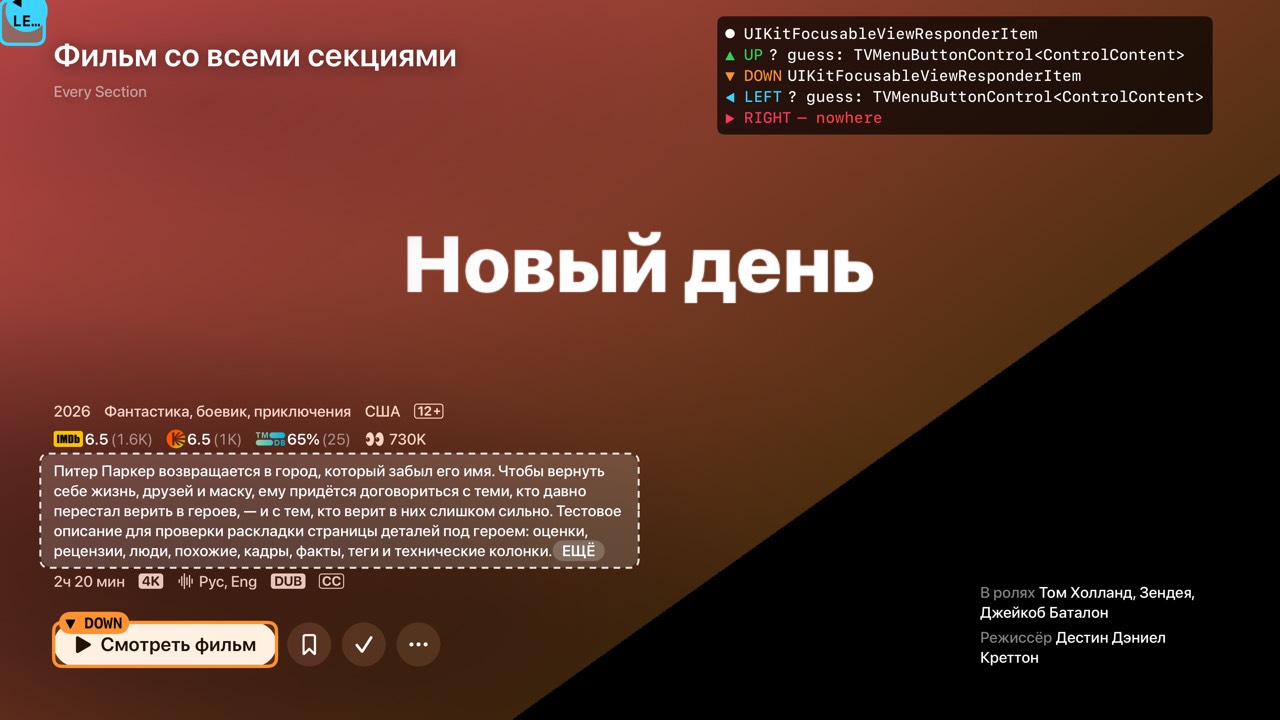 LE...
Фильм со всеми секциями
Every Section
UIKitFocusableViewResponderItem
UP ? guess: TVMenuButtonControl<ControlContent>
DOWN UIKitFocusableViewResponderItem
LEFT ? guess: TVMenuButtonControl<ControlContent>
RIGHT — nowhere
Новый день
2026 Фантастика, боевик, приключения США 12+
IMDb 6.5 (1.6K) 6.5 (1K) TMDB 65% (25) 👀 730K
Питер Паркер возвращается в город, который забыл его имя. Чтобы вернуть
себе жизнь, друзей и маску, ему придётся договориться с теми, кто давно
перестал верить в героев, — и с тем, кто верит в них слишком сильно. Тестовое
описание для проверки раскладки страницы деталей под героем: оценки,
рецензии, люди, похожие, кадры, факты, теги и технические колонки. ЕЩЁ
2ч 20 мин 4K Рус, Eng DUB CC
DOWN
Смотреть фильм
В ролях Том Холланд, Зендея,
Джейкоб Баталон
Режиссёр Дестин Дэниел
Креттон